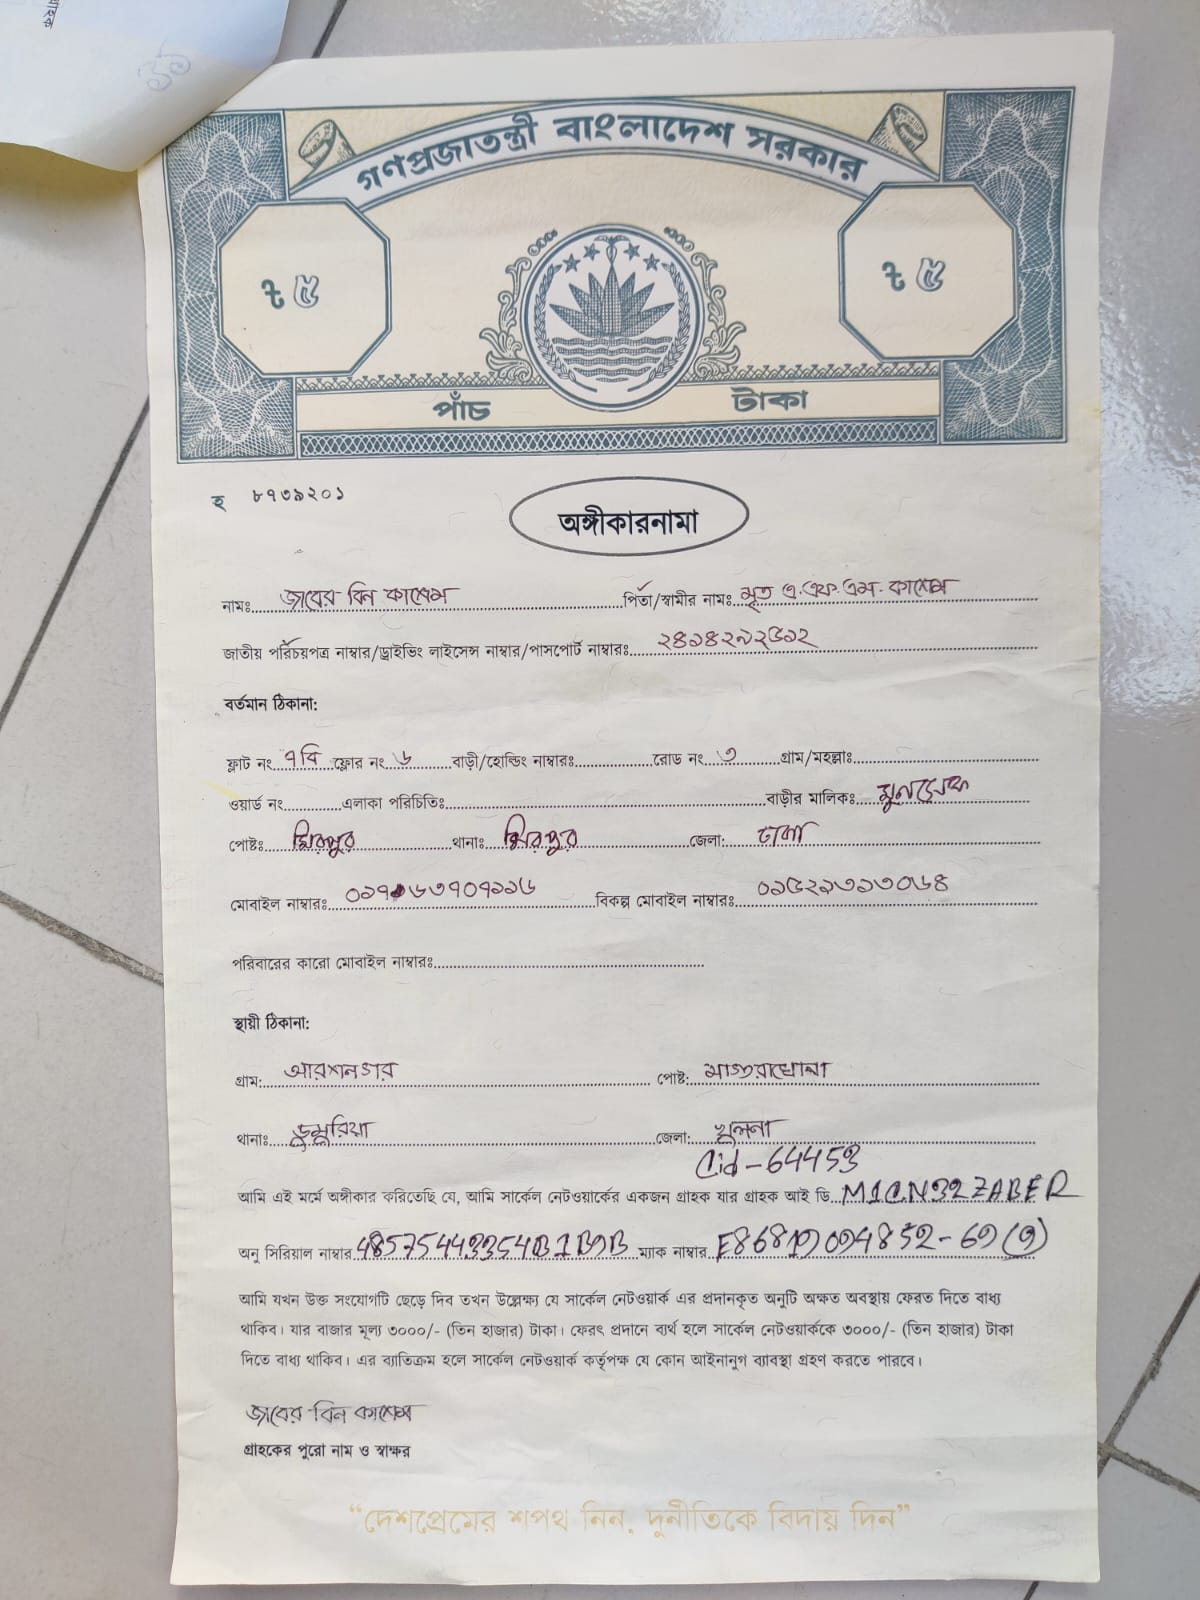 গণপ্রজাতন্ত্রী বাংলাদেশ সরকার
৳ ৫ ৳ ৫
পাঁচ টাকা
হ ৮৭৩৯২০১
অঙ্গীকারনামা
নামঃ জাবের বিন কাশেম পিতা/স্বামীর নামঃ মৃত এ.এফ.এম. কাশেম
জাতীয় পরিচয়পত্র নাম্বার/ড্রাইভিং লাইসেন্স নাম্বার/পাসপোর্ট নাম্বারঃ
বর্তমান ঠিকানা:
ফ্লাট নং ৭বি ফ্লোর নং ৬ বাড়ী/হোল্ডিং নাম্বারঃ রোড নং ৩ গ্রাম/মহল্লাঃ
ওয়ার্ড নং এলাকা পরিচিতিঃ বাড়ীর মালিকঃ
পোষ্টঃ মিরপুর থানাঃ মিরপুর জেলা: ঢাকা
মোবাইল নাম্বারঃ বিকল্প মোবাইল নাম্বারঃ ০১৫২১৩১৩০৬৪
পরিবারের কারো মোবাইল নাম্বারঃ
স্থায়ী ঠিকানা:
গ্রাম: আরশনগর পোষ্ট: মাগুরাঘোনা
থানাঃ ডুমুরিয়া জেলা: খুলনা
Cid - 64453
আমি এই মর্মে অঙ্গীকার করিতেছি যে, আমি সার্কেল নেটওয়ার্কের একজন গ্রাহক যার গ্রাহক আই ডি
অনু সিরিয়াল নাম্বার ম্যাক নাম্বার
আমি যখন উক্ত সংযোগটি ছেড়ে দিব তখন উল্লেক্ষ্য যে সার্কেল নেটওয়ার্ক এর প্রদানকৃত অনুটি অক্ষত অবস্থায় ফেরত দিতে বাধ্য
থাকিব। যার বাজার মূল্য ৩০০০/- (তিন হাজার) টাকা। ফেরৎ প্রদানে ব্যর্থ হলে সার্কেল নেটওয়ার্ককে ৩০০০/- (তিন হাজার) টাকা
দিতে বাধ্য থাকিব। এর ব্যাতিক্রম হলে সার্কেল নেটওয়ার্ক কর্তৃপক্ষ যে কোন আইনানুগ ব্যাবস্থা গ্রহণ করতে পারবে।
জাবের বিন কাশেম
গ্রাহকের পুরো নাম ও স্বাক্ষর
“দেশপ্রেমের শপথ নিন, দুর্নীতিকে বিদায় দিন”